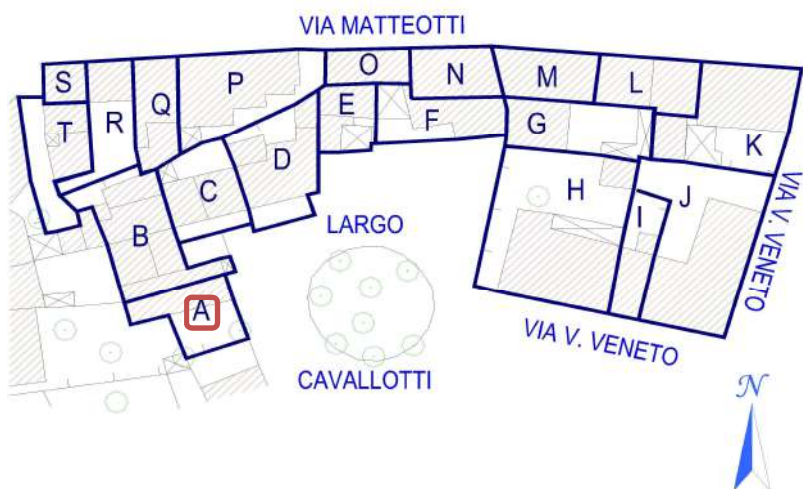 VIA MATTEOTTI
S
P
O
N
M
L
T
R
Q
E
F
G
K
C
D
B
H
I
J
LARGO
VIA V. VENETO
A
VIA V. VENETO
CAVALLOTTI
N